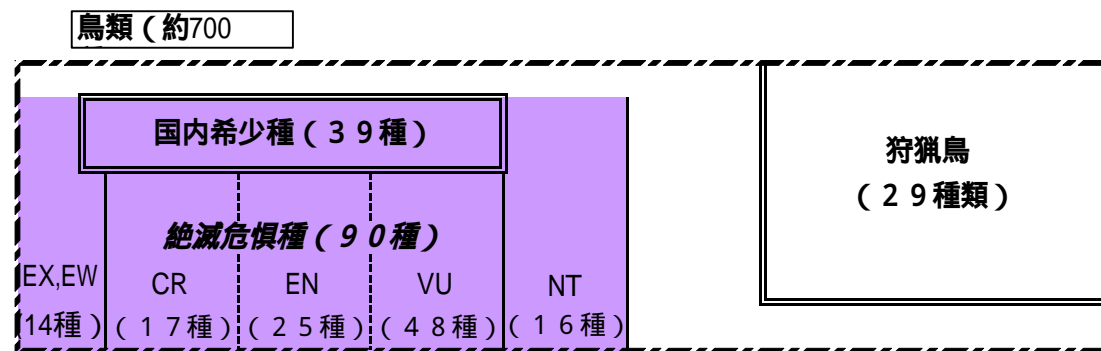 鳥類（約700
国内希少種（３９種）
狩猟鳥
（２９種類）
絶滅危惧種（９０種）
EX,EW
CR
EN
VU
NT
(14種）
（１７種）
（２５種）
（４８種）
（１６種）